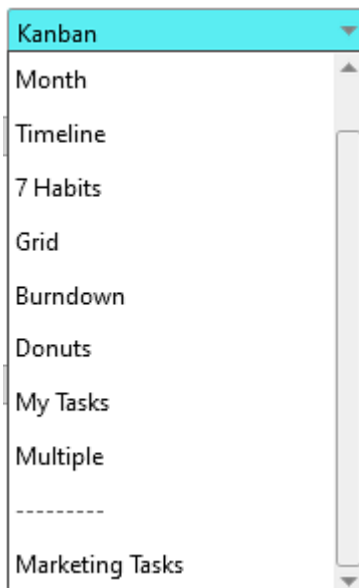 Kanban
Month
Timeline
7 Habits
Grid
Burndown
Donuts
My Tasks
Multiple
---------
Marketing Tasks